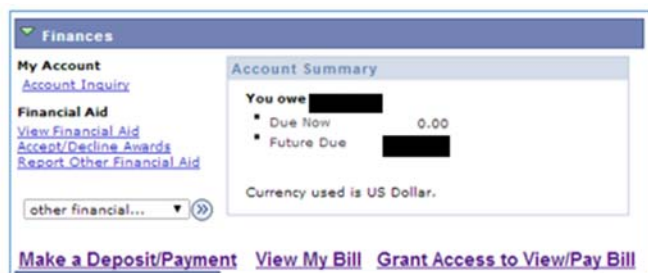 Finances
My Account
Account Inquiry
Financial Aid
View Financial Aid
Accept/Decline Awards
Report Other Financial Aid
other financial...
Account Summary
You owe
Due Now 0.00
Future Due
Currency used is US Dollar.
Make a Deposit/Payment View My Bill Grant Access to View/Pay Bill